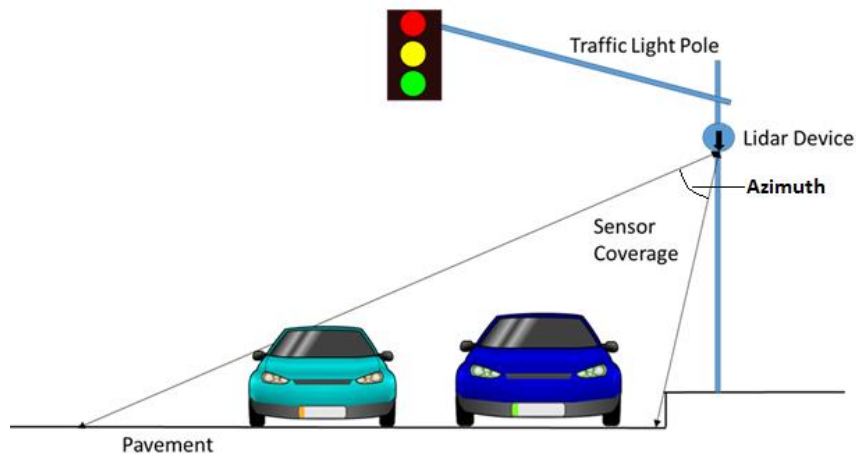 Traffic Light Pole
Lidar Device
Azimuth
Sensor
Coverage
Pavement